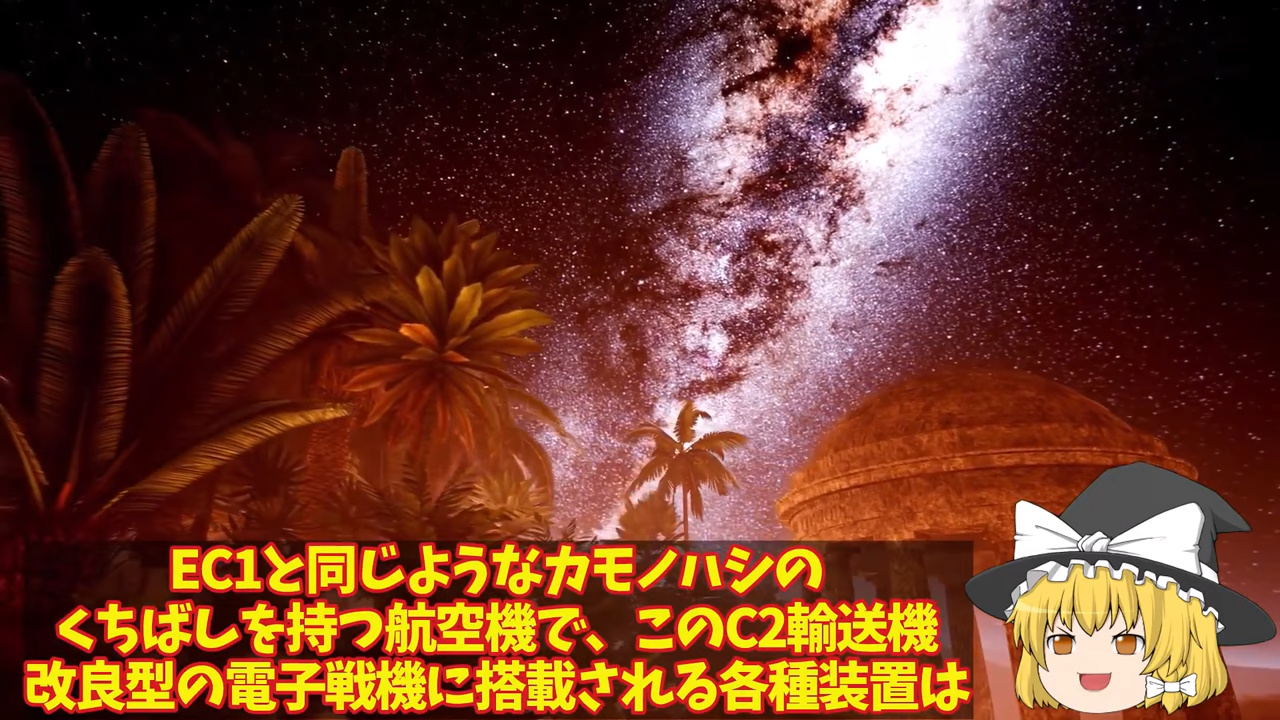 EC1と同じようなカモノハシの
くちばしを持つ航空機で、このC2輸送機
改良型の電子戦機に搭載される各種装置は